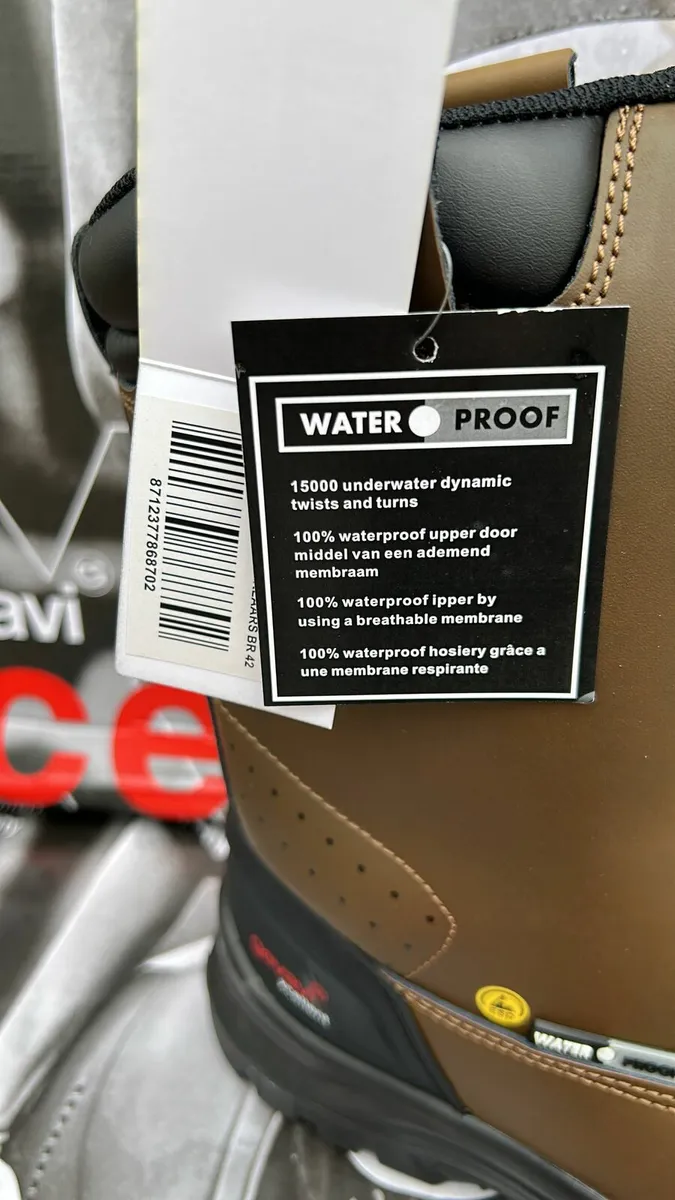 WATER PROOF
15000 underwater dynamic
twists and turns
100% waterproof upper door
middel van een ademend
membraam
100% waterproof ipper by
using a breathable membrane
100% waterproof hosiery grâce a
une membrane respirante
8712377868702
LAARS BR 42
avi
ce
ESD
WATER PROOF